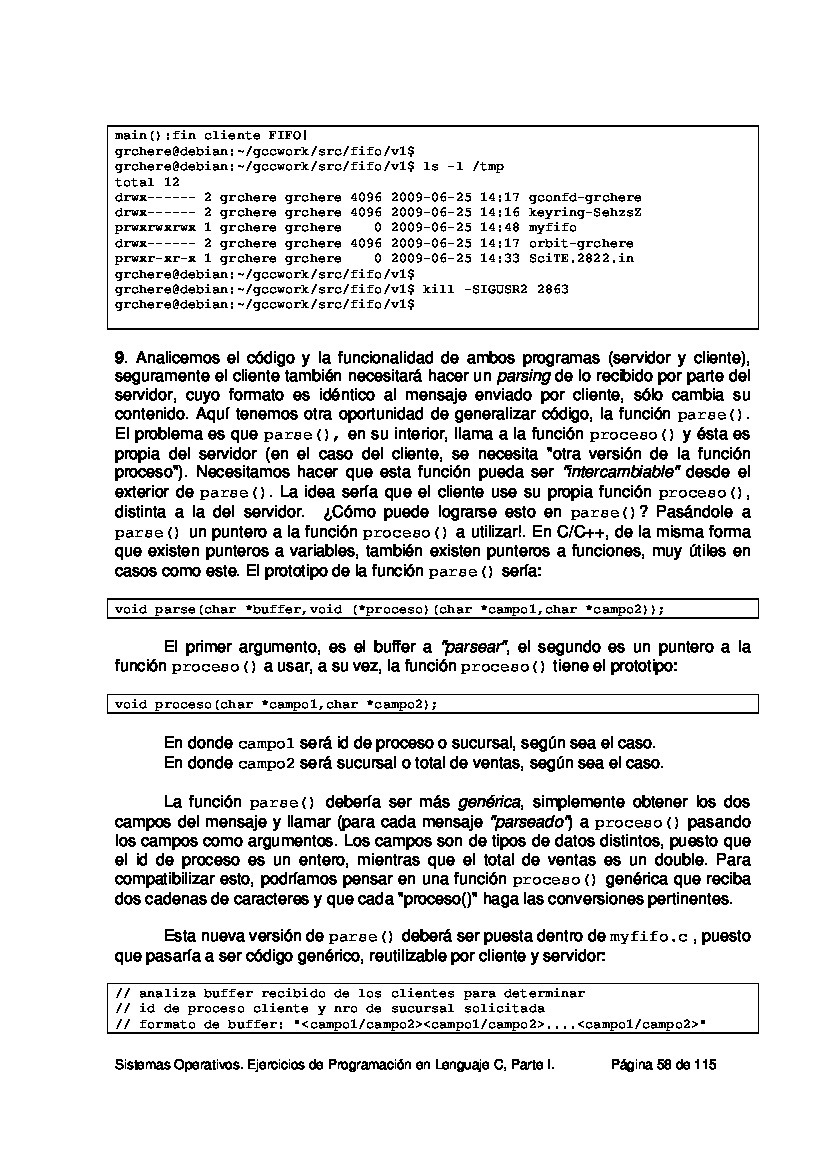 main():fin cliente FIFO!
grchere@debian:~/gccwork/src/fifo/v1$
grchere@debian:~/gccwork/src/fifo/v1$ ls -l /tmp
total 12
drwx------ 2 grchere grchere 4096 2009-06-25 14:17 gconfd-grchere
drwx------ 2 grchere grchere 4096 2009-06-25 14:16 keyring-SehzsZ
prwxrwxrwx 1 grchere grchere    0 2009-06-25 14:48 myfifo
drwx------ 2 grchere grchere 4096 2009-06-25 14:17 orbit-grchere
prwxr-xr-x 1 grchere grchere    0 2009-06-25 14:33 SciTE.2822.in
grchere@debian:~/gccwork/src/fifo/v1$
grchere@debian:~/gccwork/src/fifo/v1$ kill -SIGUSR2 2863
grchere@debian:~/gccwork/src/fifo/v1$
9. Analicemos el código y la funcionalidad de ambos programas (servidor y cliente),
seguramente el cliente también necesitará hacer un parsing de lo recibido por parte del
servidor, cuyo formato es idéntico al mensaje enviado por cliente, sólo cambia su
contenido. Aquí tenemos otra oportunidad de generalizar código, la función parse().
El problema es que parse(), en su interior, llama a la función proceso() y ésta es
propia del servidor (en el caso del cliente, se necesita "otra versión de la función
proceso"). Necesitamos hacer que esta función pueda ser "intercambiable" desde el
exterior de parse(). La idea sería que el cliente use su propia función proceso(),
distinta a la del servidor.  ¿Cómo puede lograrse esto en parse()? Pasándole a
parse() un puntero a la función proceso() a utilizar!. En C/C++, de la misma forma
que existen punteros a variables, también existen punteros a funciones, muy útiles en
casos como este. El prototipo de la función parse() sería:
void parse(char *buffer,void (*proceso)(char *campo1,char *campo2));
El primer argumento, es el buffer a "parsear", el segundo es un puntero a la
función proceso() a usar, a su vez, la función proceso() tiene el prototipo:
void proceso(char *campo1,char *campo2);
En donde campo1 será id de proceso o sucursal, según sea el caso.
En donde campo2 será sucursal o total de ventas, según sea el caso.
La función parse() debería ser más genérica, simplemente obtener los dos
campos del mensaje y llamar (para cada mensaje "parseado") a proceso() pasando
los campos como argumentos. Los campos son de tipos de datos distintos, puesto que
el id de proceso es un entero, mientras que el total de ventas es un double. Para
compatibilizar esto, podríamos pensar en una función proceso() genérica que reciba
dos cadenas de caracteres y que cada "proceso()" haga las conversiones pertinentes.
Esta nueva versión de parse() deberá ser puesta dentro de myfifo.c , puesto
que pasaría a ser código genérico, reutilizable por cliente y servidor:
// analiza buffer recibido de los clientes para determinar
// id de proceso cliente y nro de sucursal solicitada
// formato de buffer: "<campo1/campo2><campo1/campo2>....<campo1/campo2>"
Sistemas Operativos. Ejercicios de Programación en Lenguaje C, Parte I. Página 58 de 115